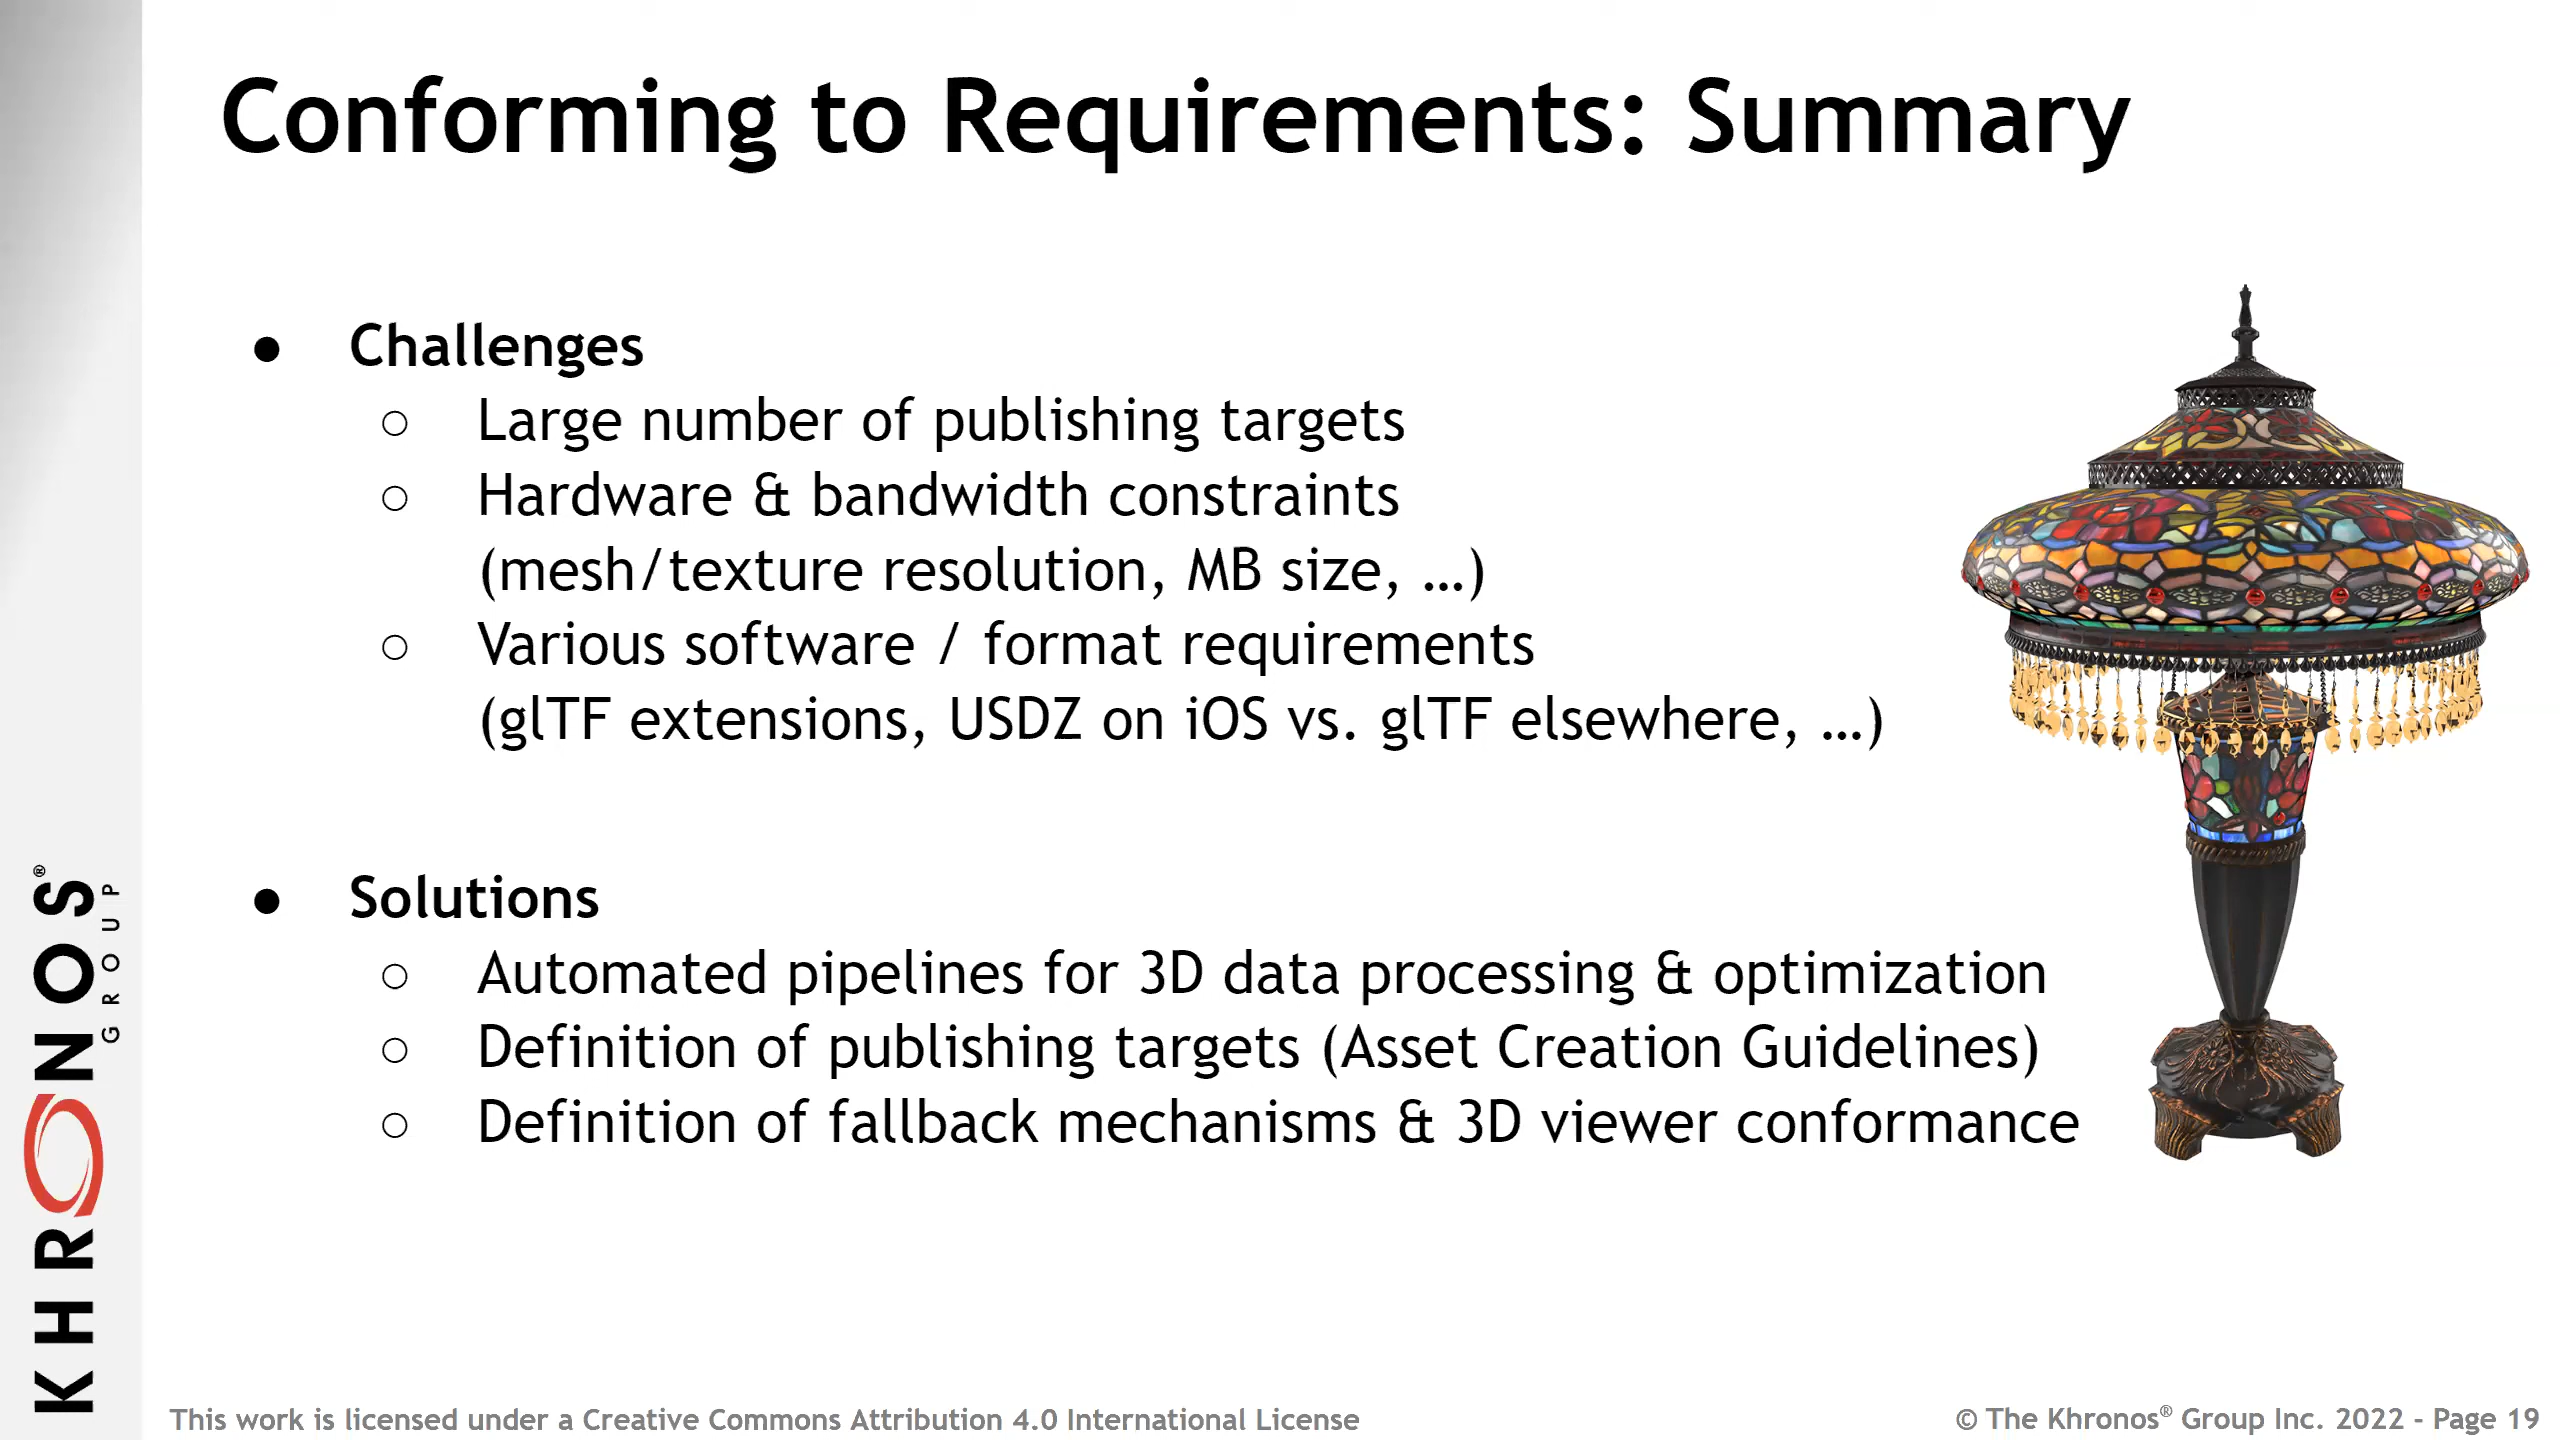 Conforming to Requirements: Summary
● Challenges
○ Large number of publishing targets
○ Hardware & bandwidth constraints
(mesh/texture resolution, MB size, …)
○ Various software / format requirements
(glTF extensions, USDZ on iOS vs. glTF elsewhere, …)
● Solutions
○ Automated pipelines for 3D data processing & optimization
○ Definition of publishing targets (Asset Creation Guidelines)
○ Definition of fallback mechanisms & 3D viewer conformance
KHRONOS®
GROUP
This work is licensed under a Creative Commons Attribution 4.0 International License
© The Khronos® Group Inc. 2022 - Page 19